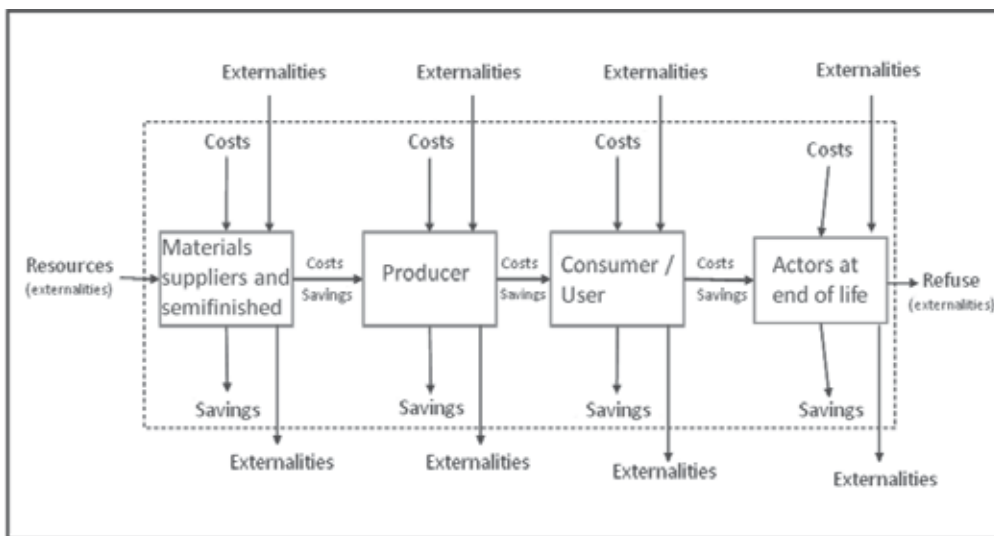 Externalities
Externalities
Externalities
Externalities
Costs
Costs
Costs
Costs
Resources
(externalities)
Materials
suppliers and
semifinished
Costs
Savings
Producer
Costs
Savings
Consumer /
User
Costs
Savings
Actors at
end of life
Refuse
(externalities)
Savings
Savings
Savings
Savings
Externalities
Externalities
Externalities
Externalities